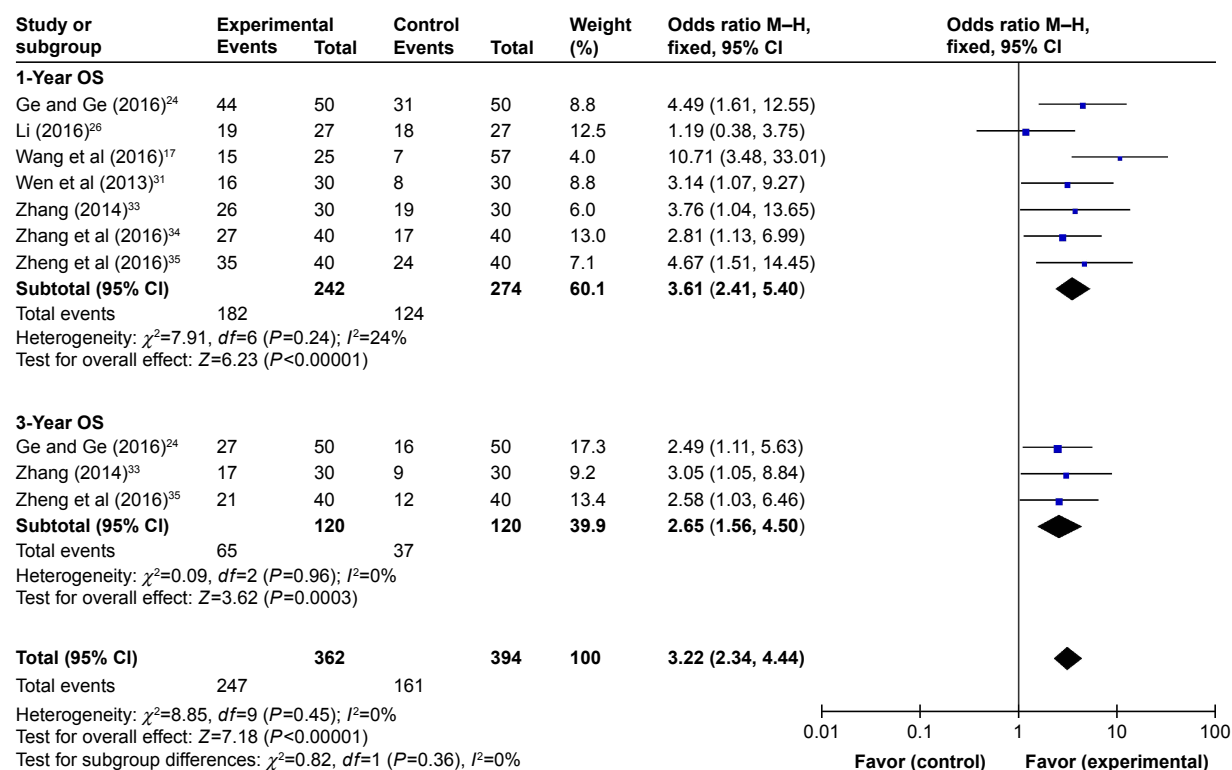 Study or subgroup Experimental Events Total Control Events Total Weight (%) Odds ratio M–H, fixed, 95% CI Odds ratio M–H, fixed, 95% CI
1-Year OS
Ge and Ge (2016)²⁴ 44 50 31 50 8.8 4.49 (1.61, 12.55)
Li (2016)²⁶ 19 27 18 27 12.5 1.19 (0.38, 3.75)
Wang et al (2016)¹⁷ 15 25 7 57 4.0 10.71 (3.48, 33.01)
Wen et al (2013)³¹ 16 30 8 30 8.8 3.14 (1.07, 9.27)
Zhang (2014)³³ 26 30 19 30 6.0 3.76 (1.04, 13.65)
Zhang et al (2016)³⁴ 27 40 17 40 13.0 2.81 (1.13, 6.99)
Zheng et al (2016)³⁵ 35 40 24 40 7.1 4.67 (1.51, 14.45)
Subtotal (95% CI) 242 274 60.1 3.61 (2.41, 5.40)
Total events 182 124
Heterogeneity: χ²=7.91, df=6 (P=0.24); I²=24%
Test for overall effect: Z=6.23 (P<0.00001)
3-Year OS
Ge and Ge (2016)²⁴ 27 50 16 50 17.3 2.49 (1.11, 5.63)
Zhang (2014)³³ 17 30 9 30 9.2 3.05 (1.05, 8.84)
Zheng et al (2016)³⁵ 21 40 12 40 13.4 2.58 (1.03, 6.46)
Subtotal (95% CI) 120 120 39.9 2.65 (1.56, 4.50)
Total events 65 37
Heterogeneity: χ²=0.09, df=2 (P=0.96); I²=0%
Test for overall effect: Z=3.62 (P=0.0003)
Total (95% CI) 362 394 100 3.22 (2.34, 4.44)
Total events 247 161
Heterogeneity: χ²=8.85, df=9 (P=0.45); I²=0%
Test for overall effect: Z=7.18 (P<0.00001)
Test for subgroup differences: χ²=0.82, df=1 (P=0.36), I²=0%
0.01 0.1 1 10 100
Favor (control) Favor (experimental)